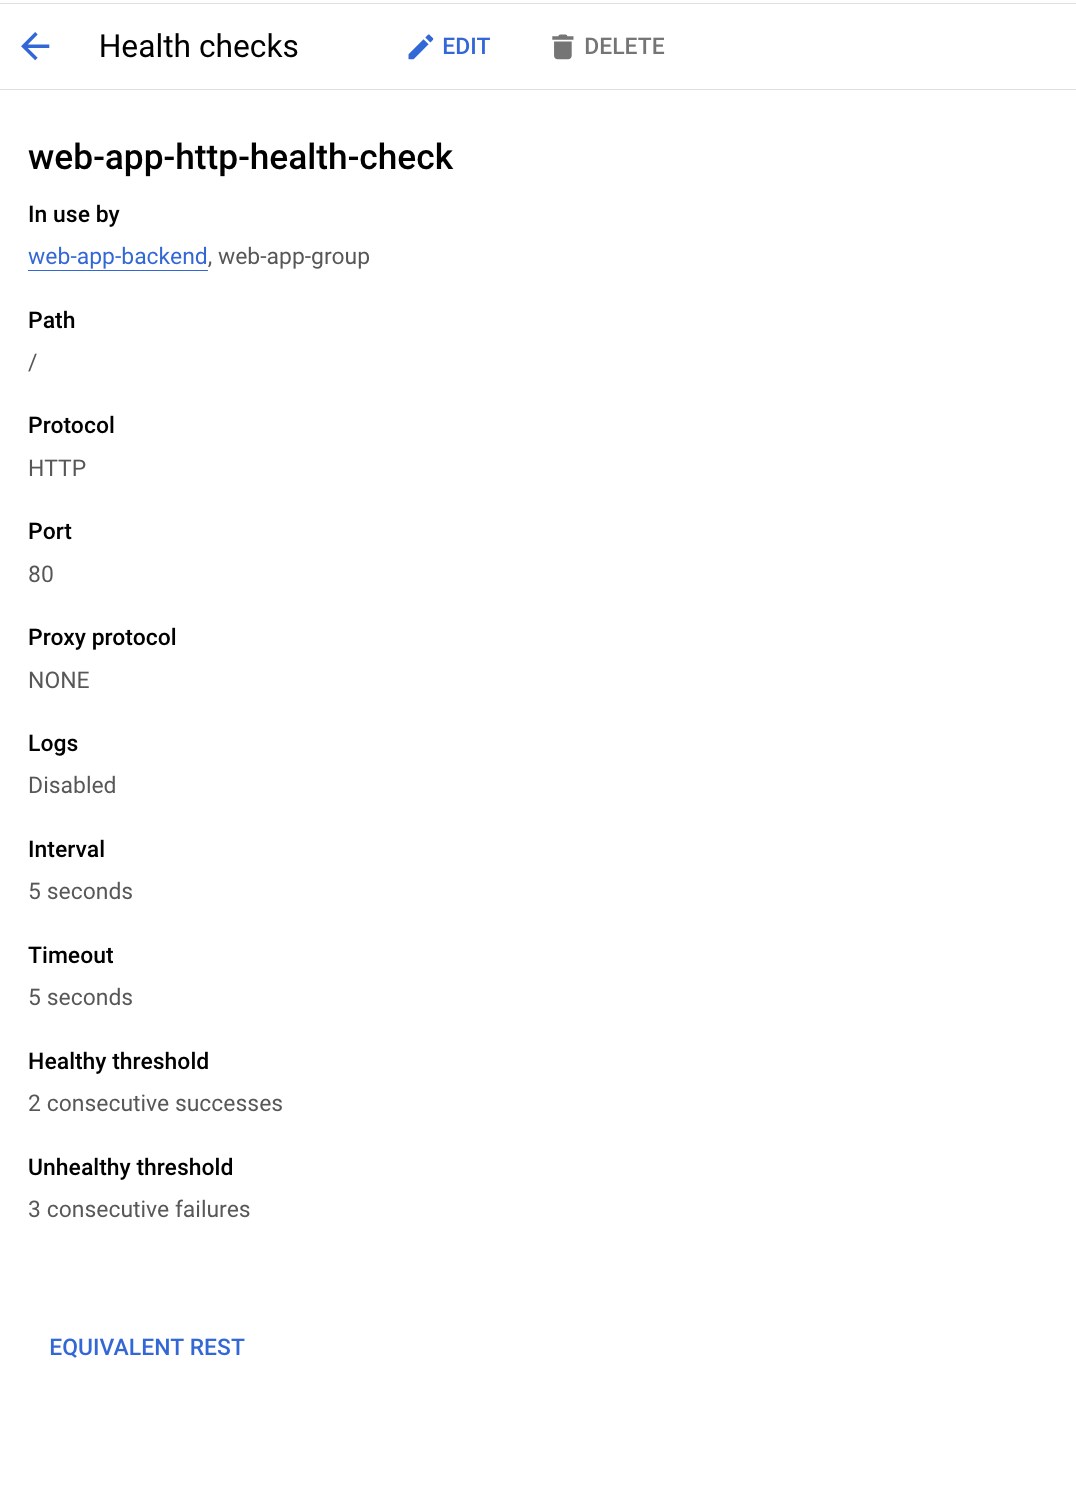 Health checks EDIT DELETE
web-app-http-health-check
In use by
web-app-backend, web-app-group
Path
/
Protocol
HTTP
Port
80
Proxy protocol
NONE
Logs
Disabled
Interval
5 seconds
Timeout
5 seconds
Healthy threshold
2 consecutive successes
Unhealthy threshold
3 consecutive failures
EQUIVALENT REST